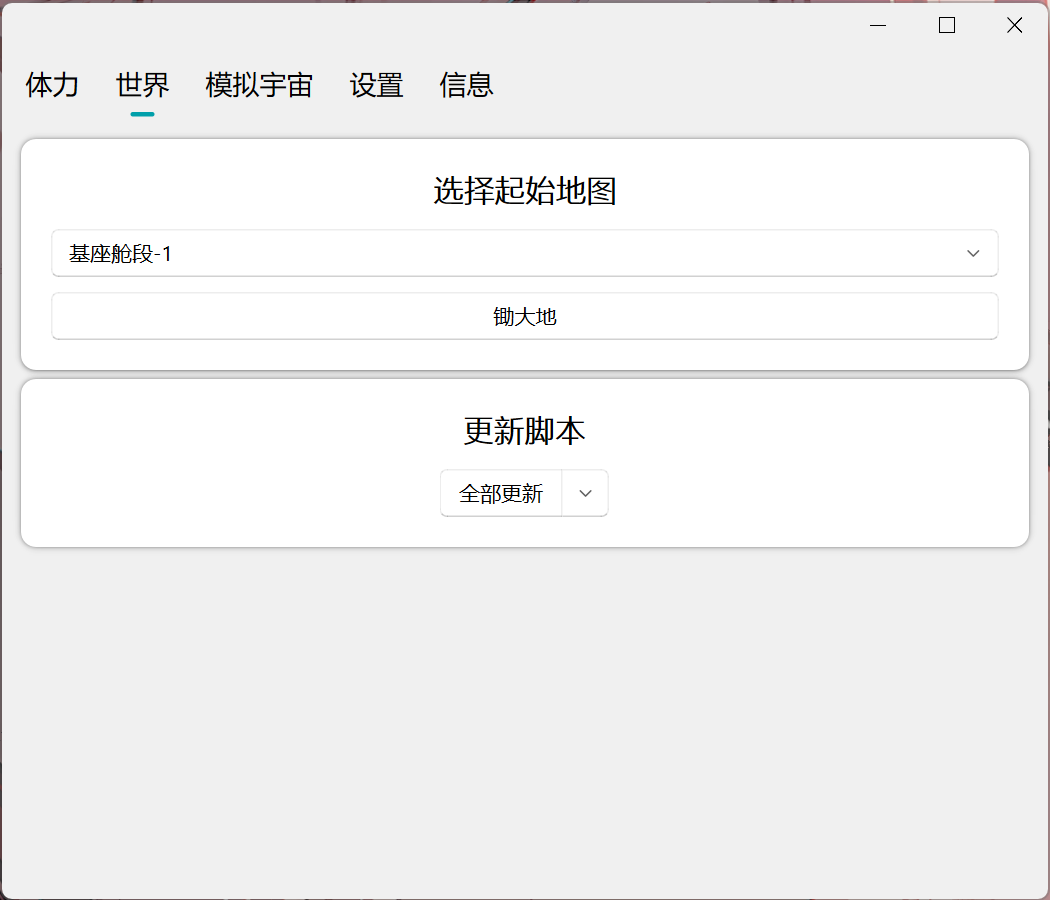 体力 世界 模拟宇宙 设置 信息
选择起始地图
基座舱段-1
锄大地
更新脚本
全部更新